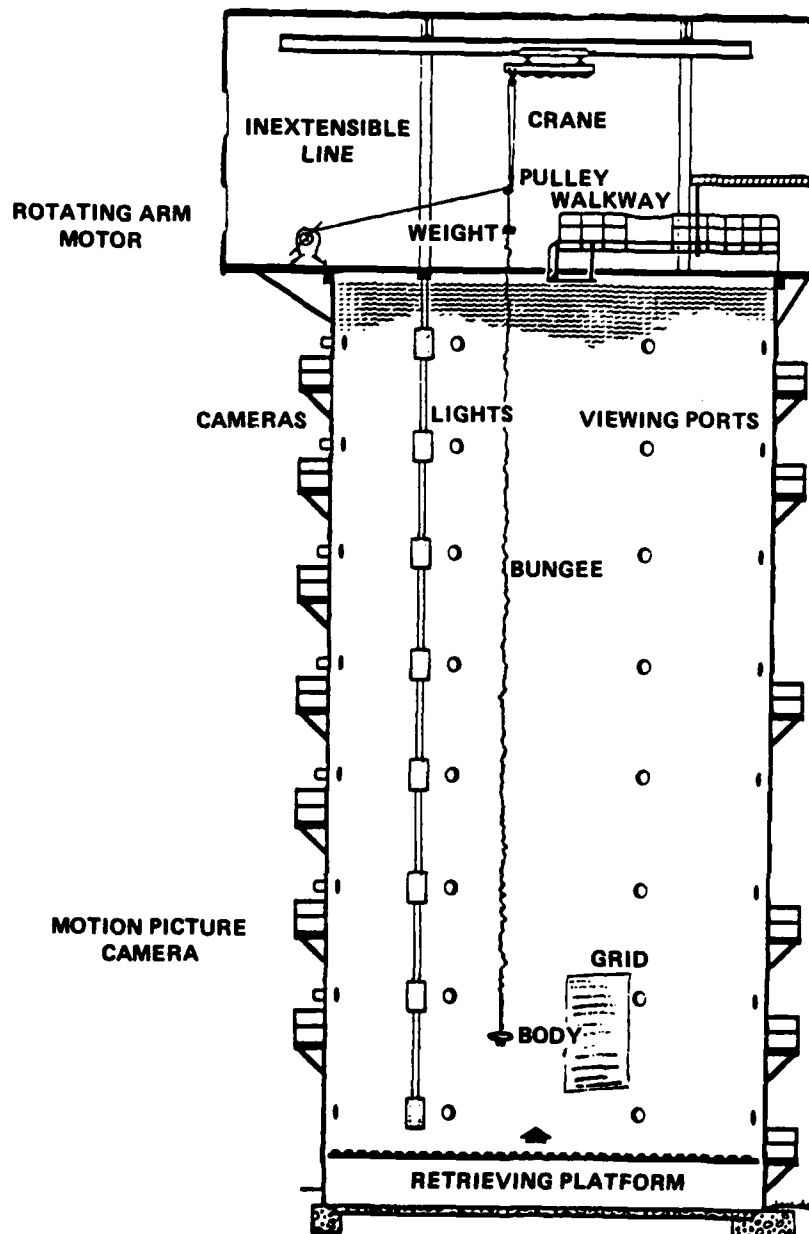 INEXTENSIBLE
LINE
CRANE
PULLEY
WALKWAY
ROTATING ARM
MOTOR
WEIGHT
CAMERAS
LIGHTS
VIEWING PORTS
BUNGEE
MOTION PICTURE
CAMERA
GRID
BODY
RETRIEVING PLATFORM